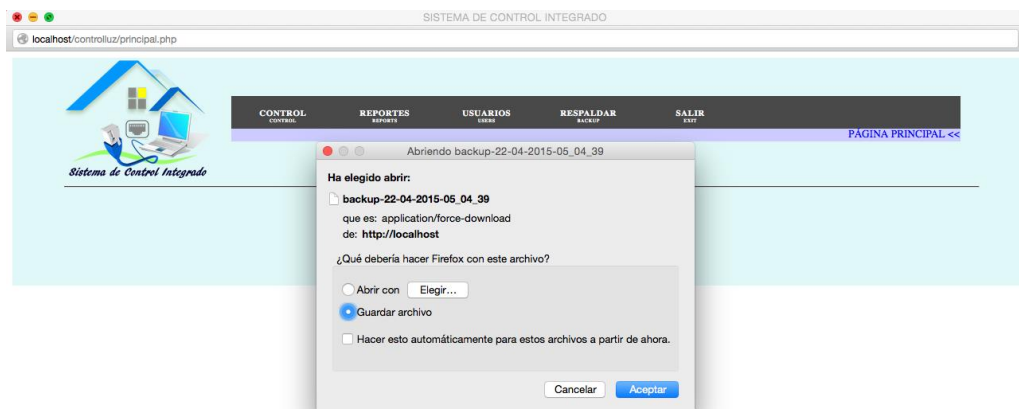 SISTEMA DE CONTROL INTEGRADO
localhost/controlluz/principal.php
CONTROL REPORTES USUARIOS RESPALDAR SALIR
CONTROL REPORTS USERS BACKUP EXIT
PÁGINA PRINCIPAL <<
Sistema de Control Integrado
Abriendo backup-22-04-2015-05_04_39
Ha elegido abrir:
backup-22-04-2015-05_04_39
que es: application/force-download
de: http://localhost
¿Qué debería hacer Firefox con este archivo?
Abrir con Elegir...
Guardar archivo
Hacer esto automáticamente para estos archivos a partir de ahora.
Cancelar Aceptar